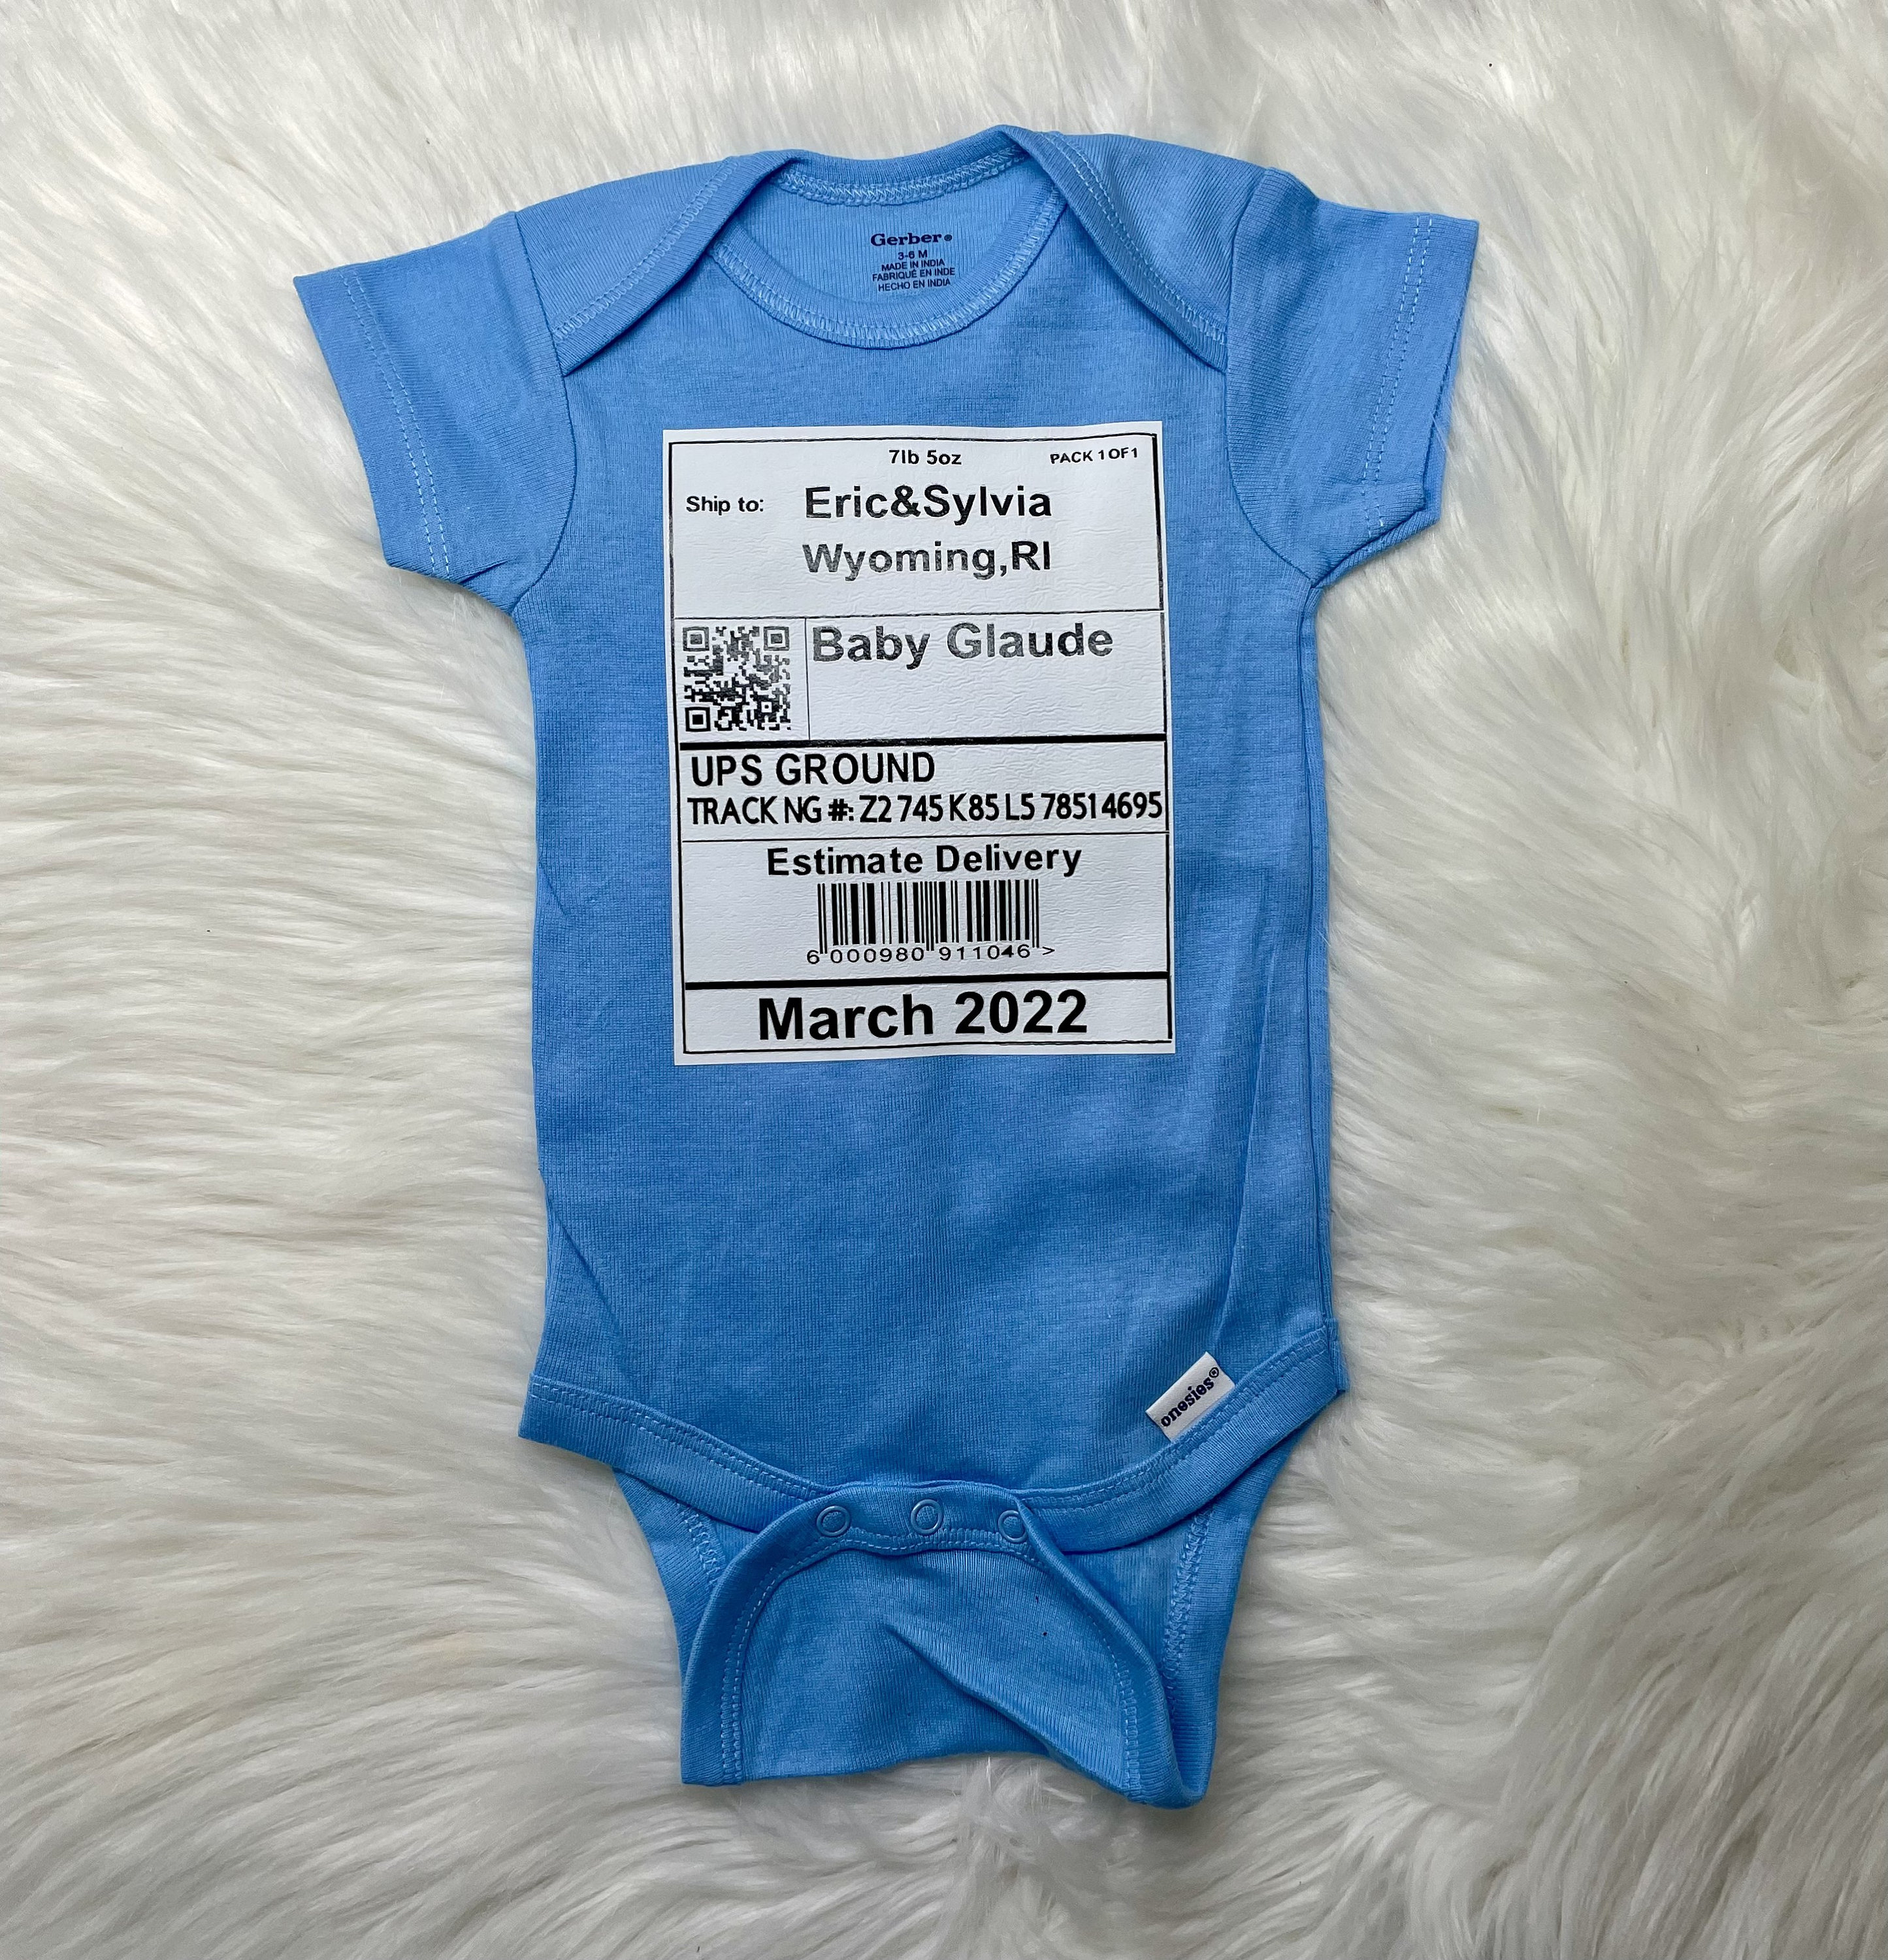 Gerber®
3-6 M
MADE IN INDIA
FABRIQUÉ EN INDE
HECHO EN INDIA
7lb 5oz PACK 1 OF 1
Ship to: Eric&Sylvia
Wyoming,RI
Baby Glaude
UPS GROUND
TRACK NG #: Z2 745 K85 L5 78514695
Estimate Delivery
6 000980 911046 >
March 2022
onesies®